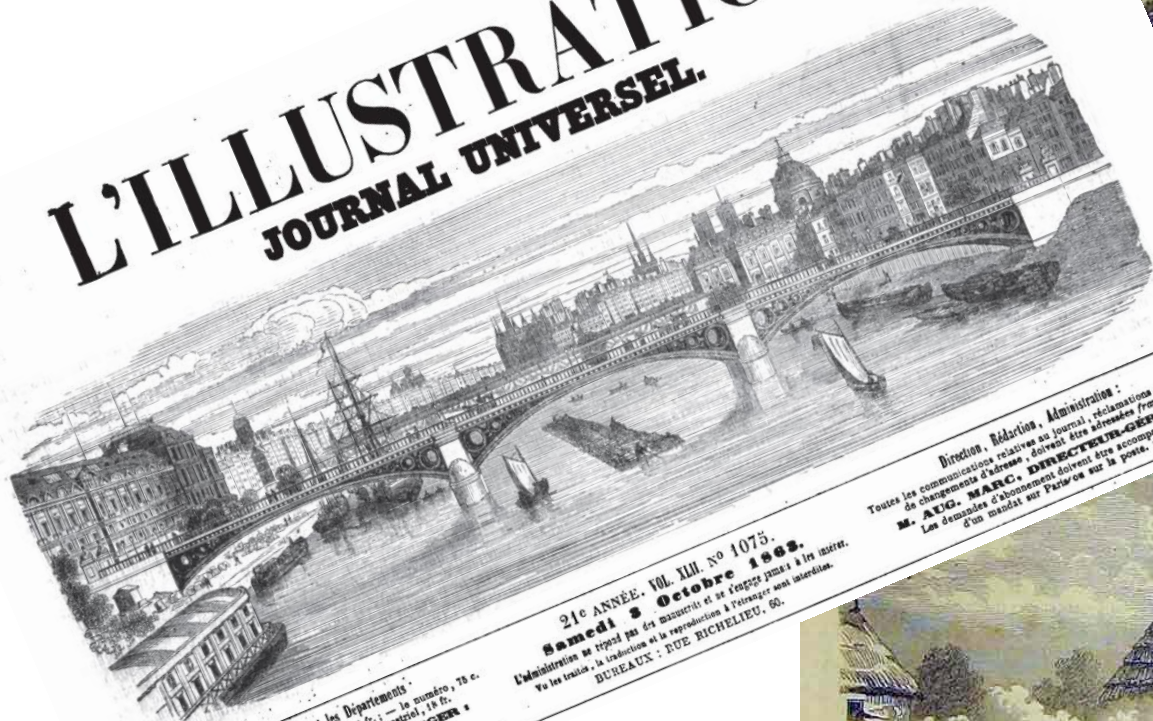 L'ILLUSTRATIO
JOURNAL UNIVERSEL.
21e ANNÉE. VOL. XLII. No 1075.
Samedi 3 Octobre 1863.
L'administration ne répond pas des manuscrits et ne s'engage jamais à les insérer.
Vu les traités, la traduction et la reproduction à l'étranger sont interdites.
BUREAUX : RUE RICHELIEU, 60.
Direction, Rédaction, Administration :
Toutes les communications relatives au journal, réclamations
de changements d'adresse, doivent être adressées
M. AUG. MARC, DIRECTEUR-GÉR
Les demandes d'abonnement doivent être accomp
d'un mandat sur Paris ou sur la poste.
les Départements :
— le numéro, 75 c.
18 fr.
GER :